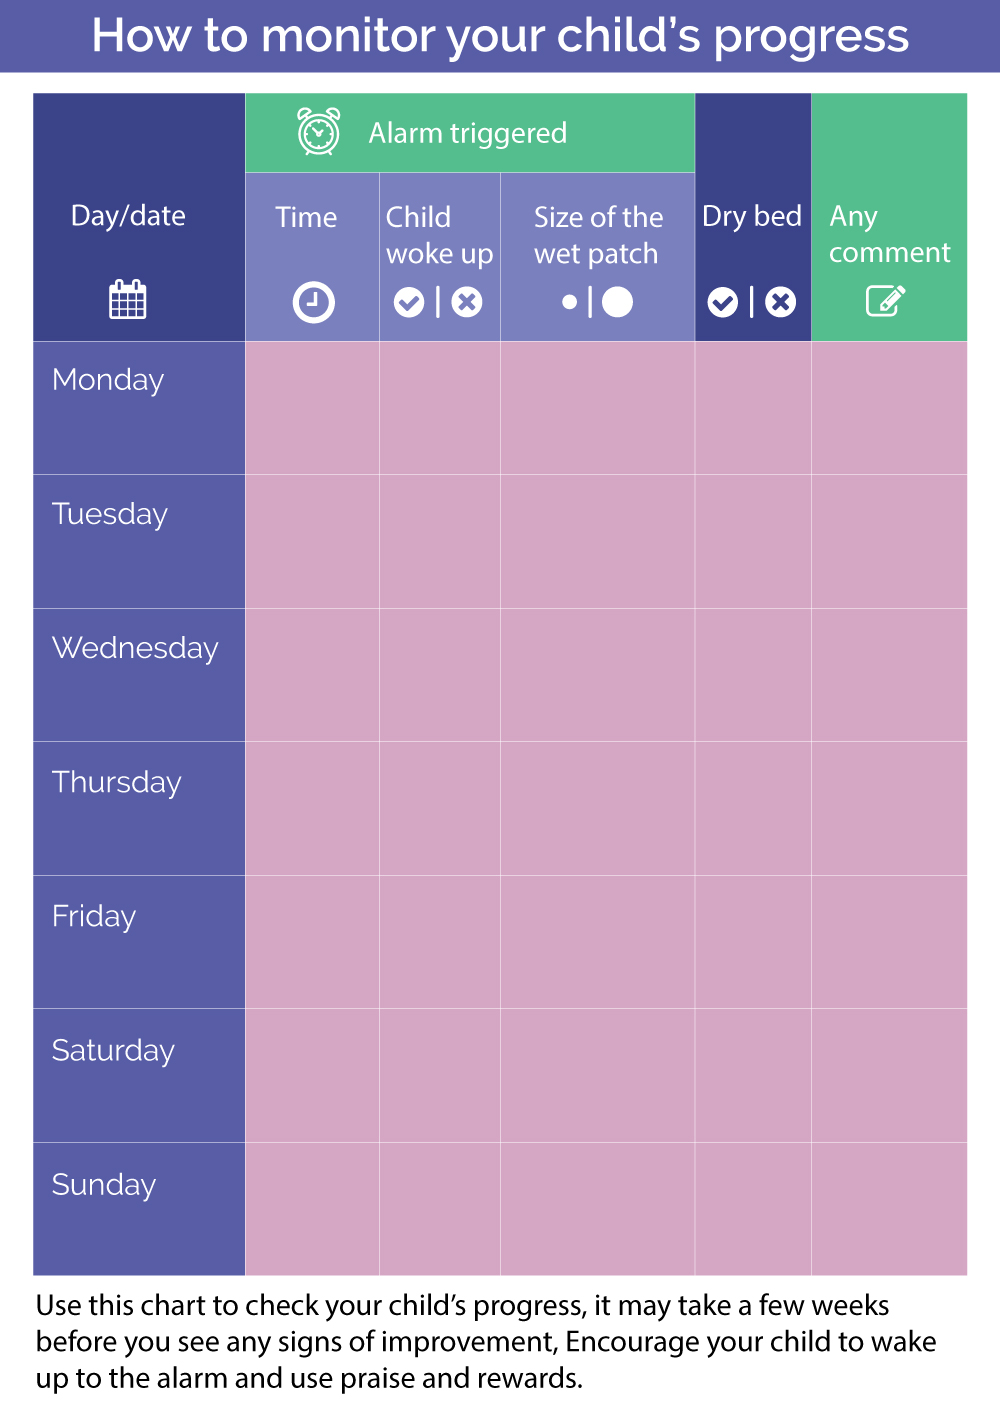 How to monitor your child’s progress
Alarm triggered
Day/date
Time
Child
woke up
Size of the
wet patch
Dry bed
Any
comment
Monday
Tuesday
Wednesday
Thursday
Friday
Saturday
Sunday
Use this chart to check your child’s progress, it may take a few weeks
before you see any signs of improvement, Encourage your child to wake
up to the alarm and use praise and rewards.